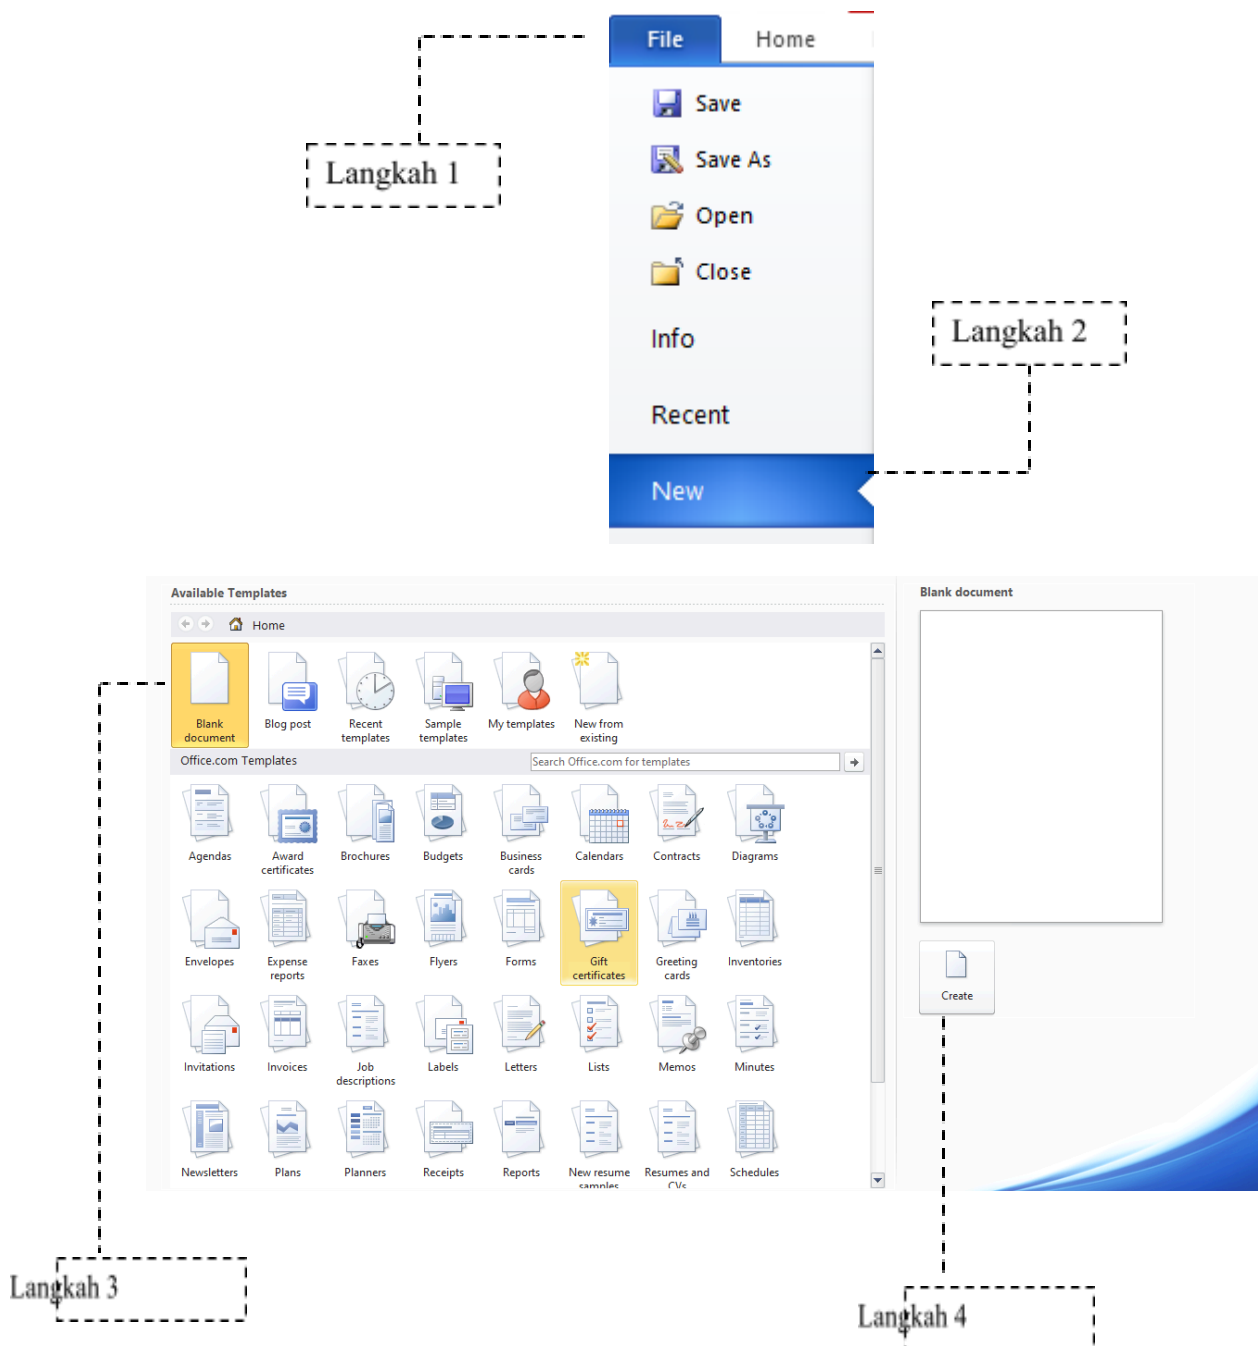 File Home
Save
Langkah 1
Save As
Open
Close
Langkah 2
Info
Recent
New
Available Templates
Blank document
Home
Blank document
Blog post
Recent templates
Sample templates
My templates
New from existing
Office.com Templates
Search Office.com for templates
Agendas
Award certificates
Brochures
Budgets
Business cards
Calendars
Contracts
Diagrams
Envelopes
Expense reports
Faxes
Flyers
Forms
Gift certificates
Greeting cards
Inventories
Create
Invitations
Invoices
Job descriptions
Labels
Letters
Lists
Memos
Minutes
Newsletters
Plans
Planners
Receipts
Reports
New resume samples
Resumes and CVs
Schedules
Langkah 3
Langkah 4